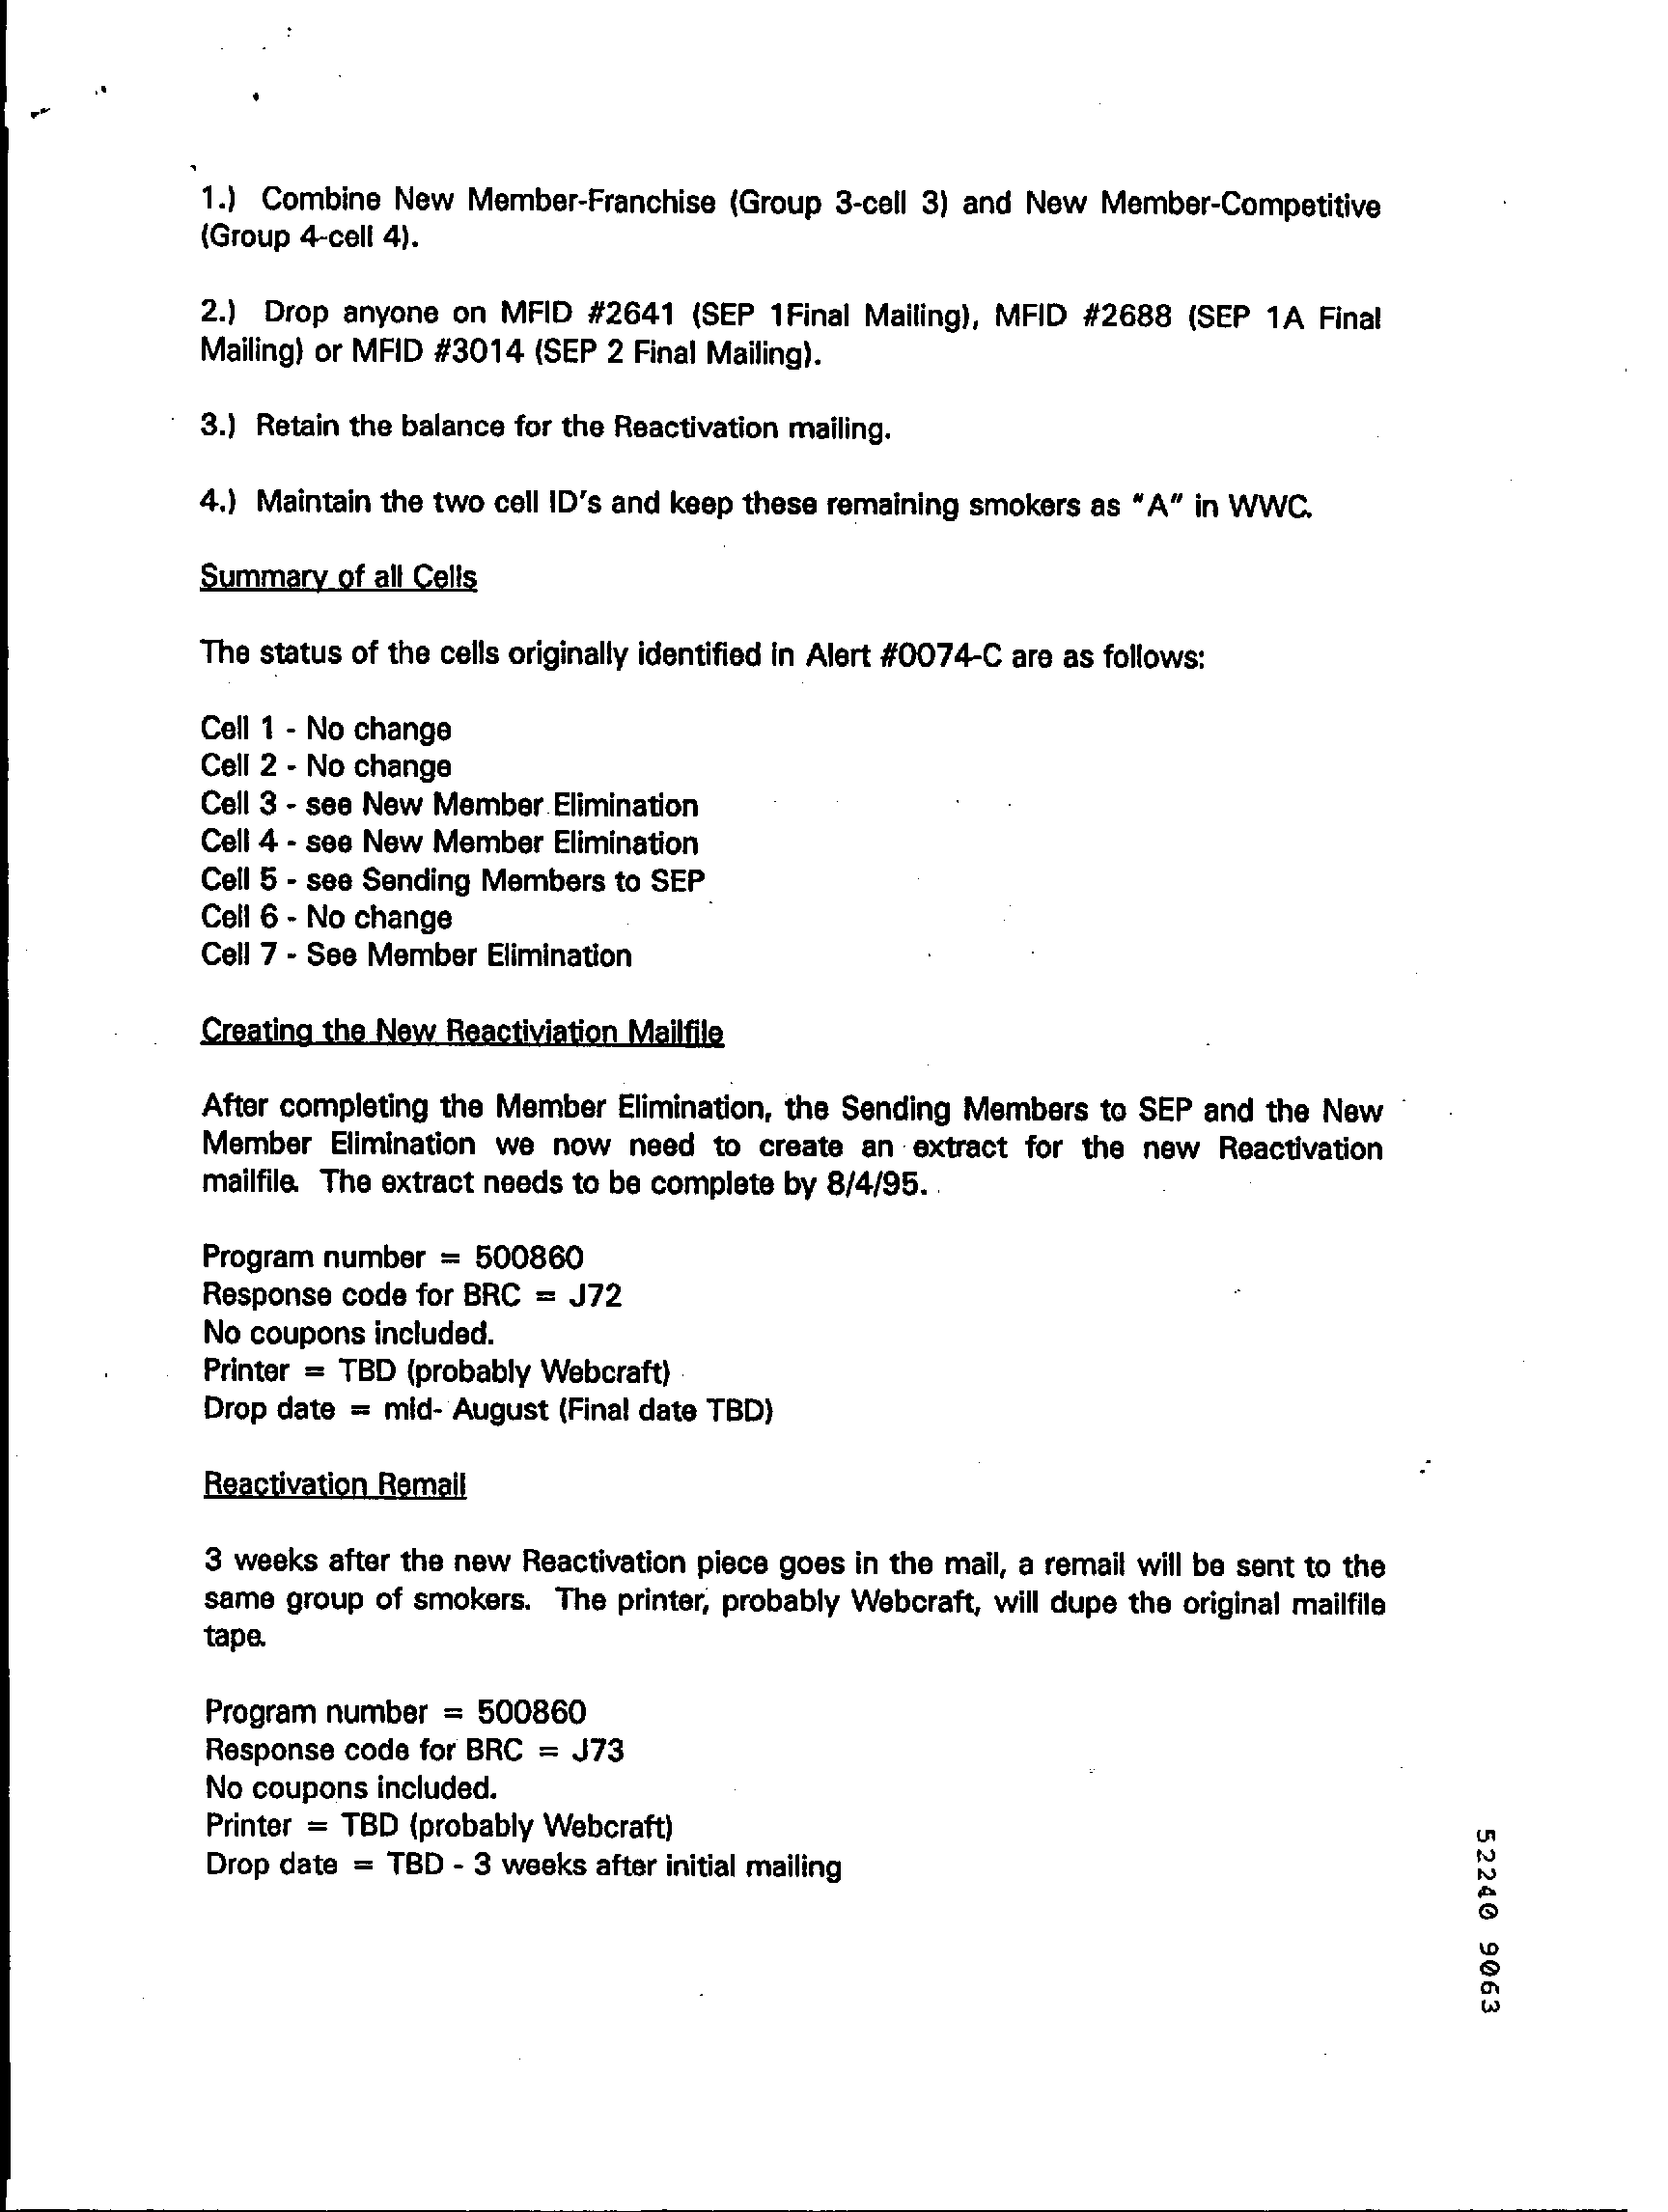 1.) Combine New Member-Franchise (Group 3-cell 3) and New Member-Competitive
(Group 4-cell 4).
2.) Drop anyone on MFID #2641 (SEP 1Final Mailing), MFID #2688 (SEP 1A Final
Mailing) or MFID #3014 (SEP 2 Final Mailing).
3.) Retain the balance for the Reactivation mailing.
4.) Maintain the two cell ID's and keep these remaining smokers as "A" in WWC.
Summary of all Cells
The status of the cells originally identified in Alert #0074-C are as follows:
Cell 1 - No change
Cell 2 - No change
Cell 3 - see New Member Elimination
Cell 4 - see New Member Elimination
Cell 5 - see Sending Members to SEP
Cell 6 - No change
Cell 7 - See Member Elimination
Creating the New Reactiviation Mailfile
After completing the Member Elimination, the Sending Members to SEP and the New
Member Elimination we now need to create an extract for the new Reactivation
mailfile. The extract needs to be complete by 8/4/95.
Program number = 500860
Response code for BRC = J72
No coupons included.
Printer = TBD (probably Webcraft)
Drop date = mid- August (Final date TBD)
Reactivation Remail
3 weeks after the new Reactivation piece goes in the mail, a remail will be sent to the
same group of smokers. The printer, probably Webcraft, will dupe the original mailfile
tape.
Program number = 500860
Response code for BRC = J73
No coupons included.
Printer = TBD (probably Webcraft)
Drop date = TBD - 3 weeks after initial mailing
52240 9063